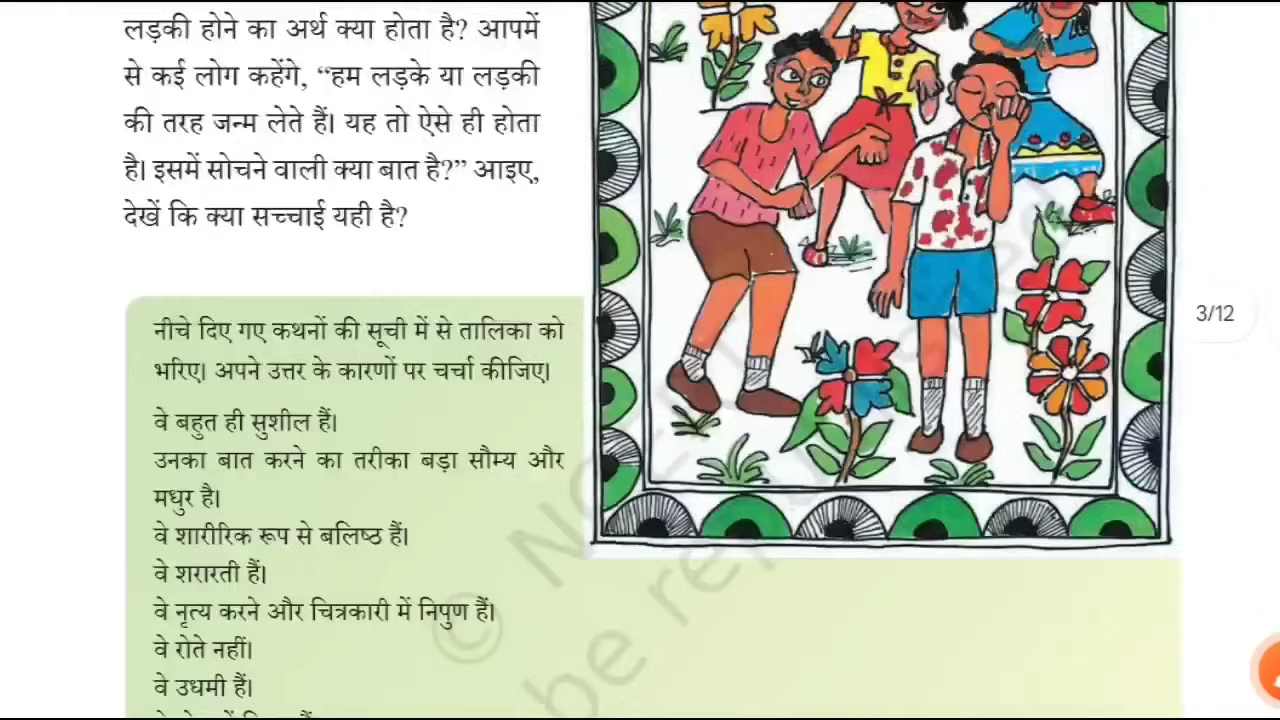 लड़की होने का अर्थ क्या होता है? आपमें
से कई लोग कहेंगे, “हम लड़के या लड़की
की तरह जन्म लेते हैं। यह तो ऐसे ही होता
है। इसमें सोचने वाली क्या बात है?” आइए,
देखें कि क्या सच्चाई यही है?
3/12
नीचे दिए गए कथनों की सूची में से तालिका को
भरिए। अपने उत्तर के कारणों पर चर्चा कीजिए।
वे बहुत ही सुशील हैं।
उनका बात करने का तरीका बड़ा सौम्य और
मधुर है।
वे शारीरिक रूप से बलिष्ठ हैं।
वे शरारती हैं।
वे नृत्य करने और चित्रकारी में निपुण हैं।
वे रोते नहीं।
वे उधमी हैं।
©
be re